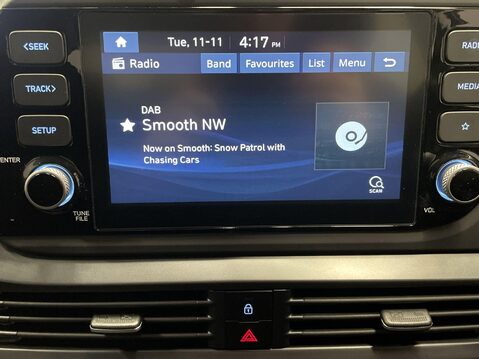 <SEEK
TRACK>
SETUP
ENTER
TUNE
FILE
Tue, 11-11 4:17 PM
Radio Band Favourites List Menu
DAB
Smooth NW
Now on Smooth: Snow Patrol with
Chasing Cars
SCAN
RADI
MEDIA
VOL